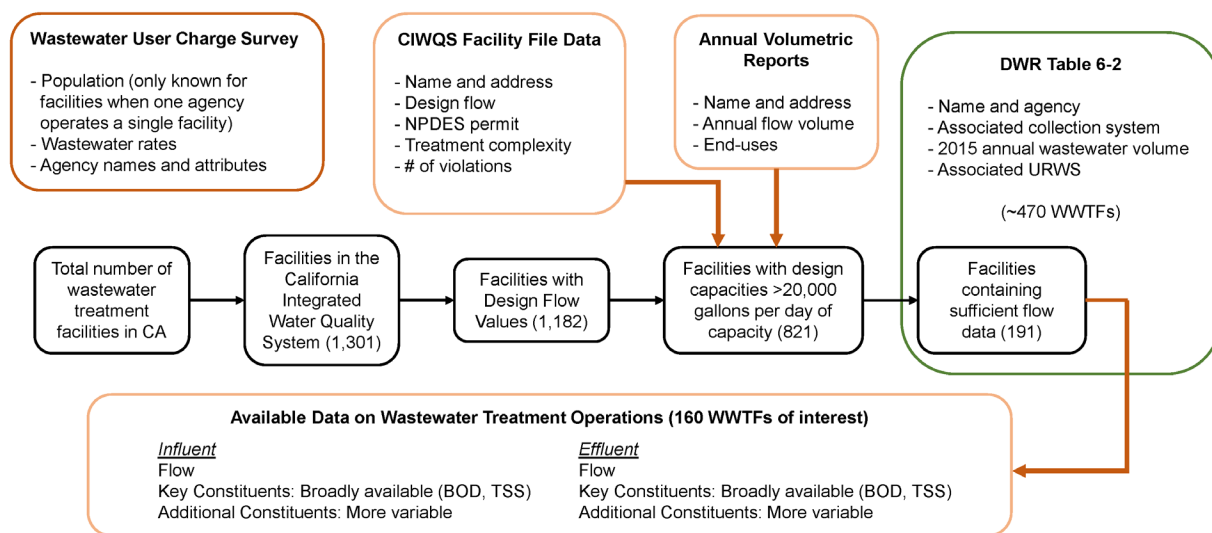 Wastewater User Charge Survey
- Population (only known for
facilities when one agency
operates a single facility)
- Wastewater rates
- Agency names and attributes
CIWQS Facility File Data
- Name and address
- Design flow
- NPDES permit
- Treatment complexity
- # of violations
Annual Volumetric
Reports
- Name and address
- Annual flow volume
- End-uses
DWR Table 6-2
- Name and agency
- Associated collection system
- 2015 annual wastewater volume
- Associated URWS
(~470 WWTFs)
Total number of
wastewater
treatment
facilities in CA
Facilities in the
California
Integrated
Water Quality
System (1,301)
Facilities with
Design Flow
Values (1,182)
Facilities with design
capacities >20,000
gallons per day of
capacity (821)
Facilities
containing
sufficient flow
data (191)
Available Data on Wastewater Treatment Operations (160 WWTFs of interest)
Influent
Flow
Key Constituents: Broadly available (BOD, TSS)
Additional Constituents: More variable
Effluent
Flow
Key Constituents: Broadly available (BOD, TSS)
Additional Constituents: More variable